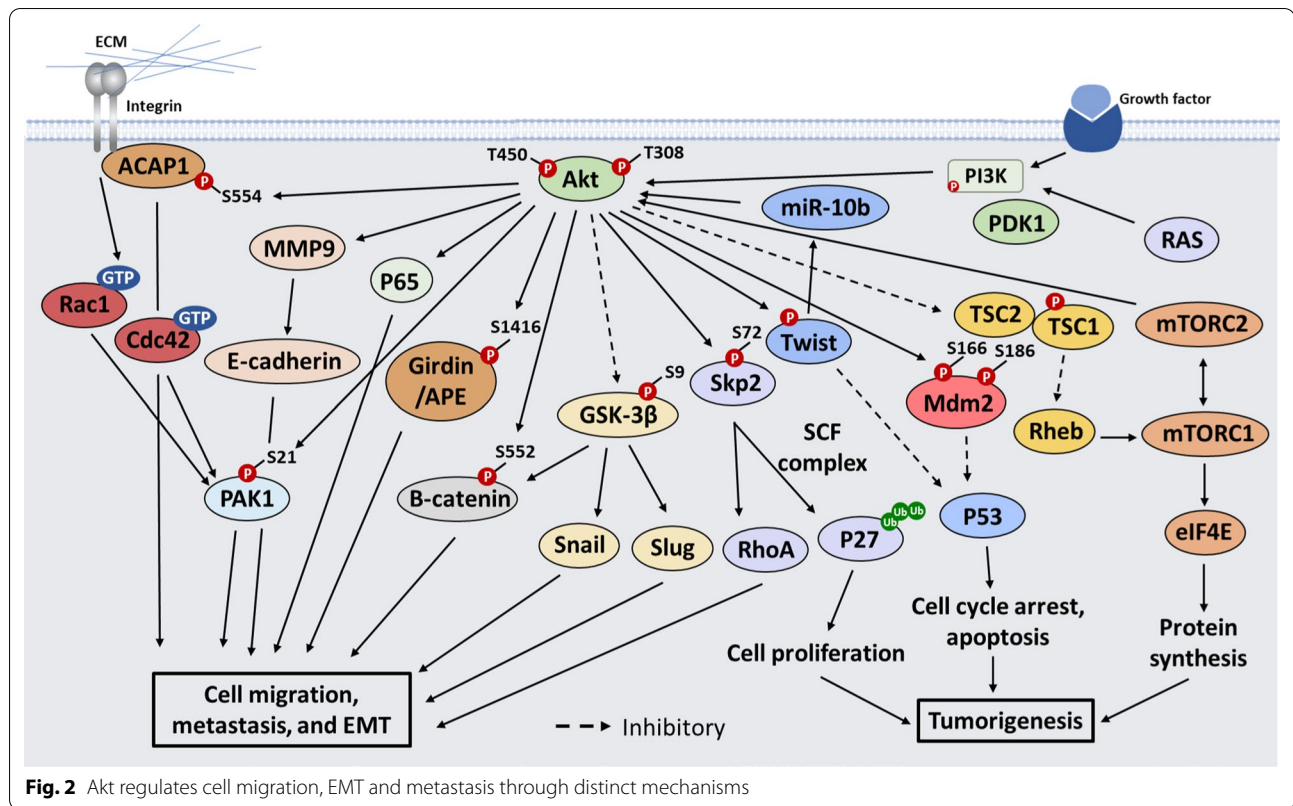 ECM
Integrin
Growth factor
ACAP1
P
S554
T450
P
Akt
P
T308
PI3K
P
PDK1
RAS
miR-10b
MMP9
P65
GTP
Rac1
GTP
Cdc42
E-cadherin
S1416
P
Girdin
/APE
S9
P
GSK-3β
S72
P
Skp2
P
Twist
TSC2
P
TSC1
S166
S186
P
P
Mdm2
mTORC2
Rheb
mTORC1
SCF
complex
S21
P
PAK1
S552
P
B-catenin
Snail
Slug
RhoA
P27
Ub
Ub
Ub
P53
eIF4E
Cell cycle arrest,
apoptosis
Protein
synthesis
Cell proliferation
Cell migration,
metastasis, and EMT
Inhibitory
Tumorigenesis
Fig. 2 Akt regulates cell migration, EMT and metastasis through distinct mechanisms